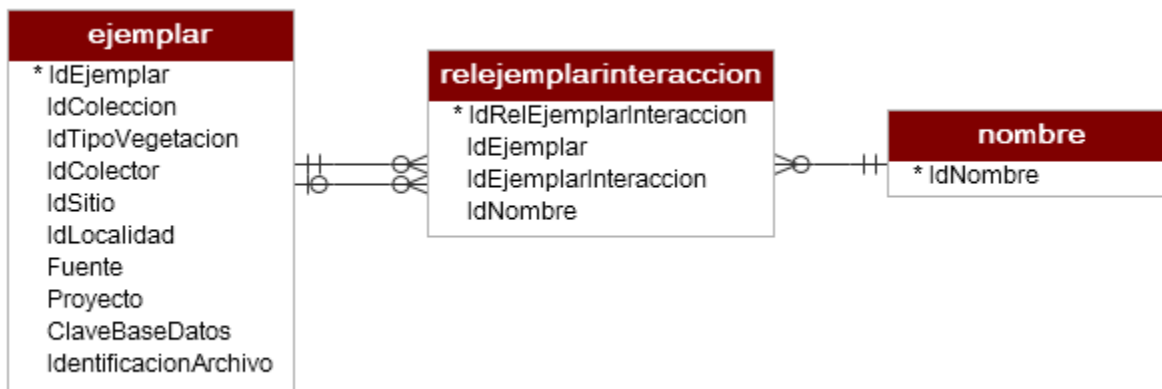 ejemplar
* IdEjemplar
IdColeccion
IdTipoVegetacion
IdColector
IdSitio
IdLocalidad
Fuente
Proyecto
ClaveBaseDatos
IdentificacionArchivo
relejemplarinteraccion
* IdRelEjemplarInteraccion
IdEjemplar
IdEjemplarInteraccion
IdNombre
nombre
* IdNombre